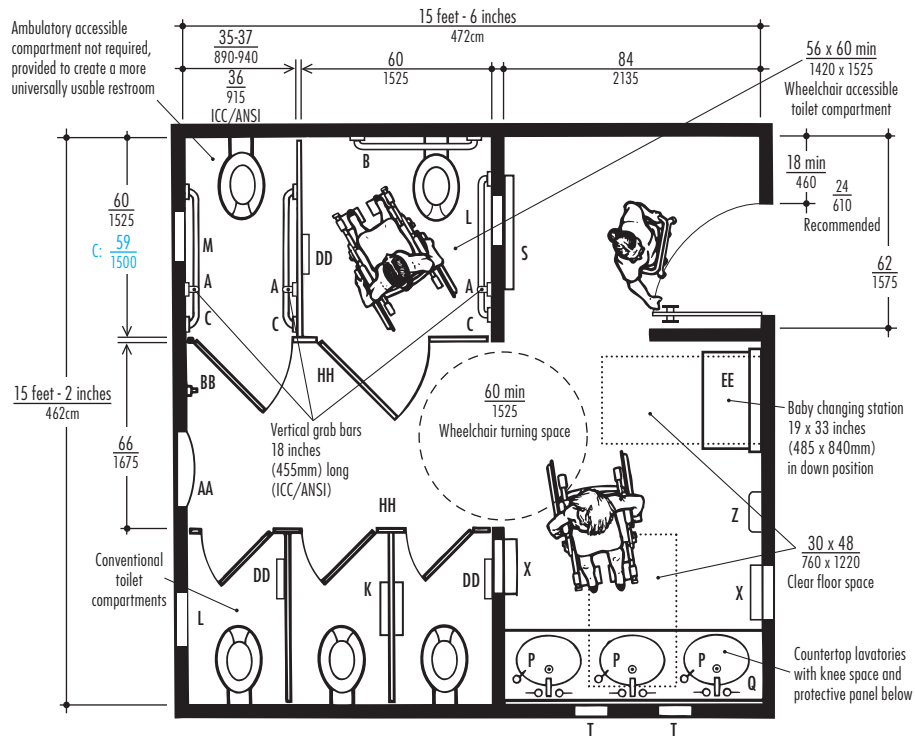 Ambulatory accessible
compartment not required,
provided to create a more
universally usable restroom
15 feet - 6 inches
472cm
35-37
890-940
36
915
ICC/ANSI
60
1525
84
2135
56 x 60 min
1420 x 1525
Wheelchair accessible
toilet compartment
18 min
460
24
610
Recommended
62
1575
60
1525
C: 59
1500
B
M
DD
L
S
A
A
A
C
C
C
15 feet - 2 inches
462cm
66
1675
BB
HH
Vertical grab bars
18 inches
(455mm) long
(ICC/ANSI)
60 min
1525
Wheelchair turning space
EE
Baby changing station
19 x 33 inches
(485 x 840mm)
in down position
AA
HH
Z
30 x 48
760 x 1220
Clear floor space
Conventional
toilet
compartments
DD
K
DD
X
X
L
P
P
P
Q
Countertop lavatories
with knee space and
protective panel below
T
T